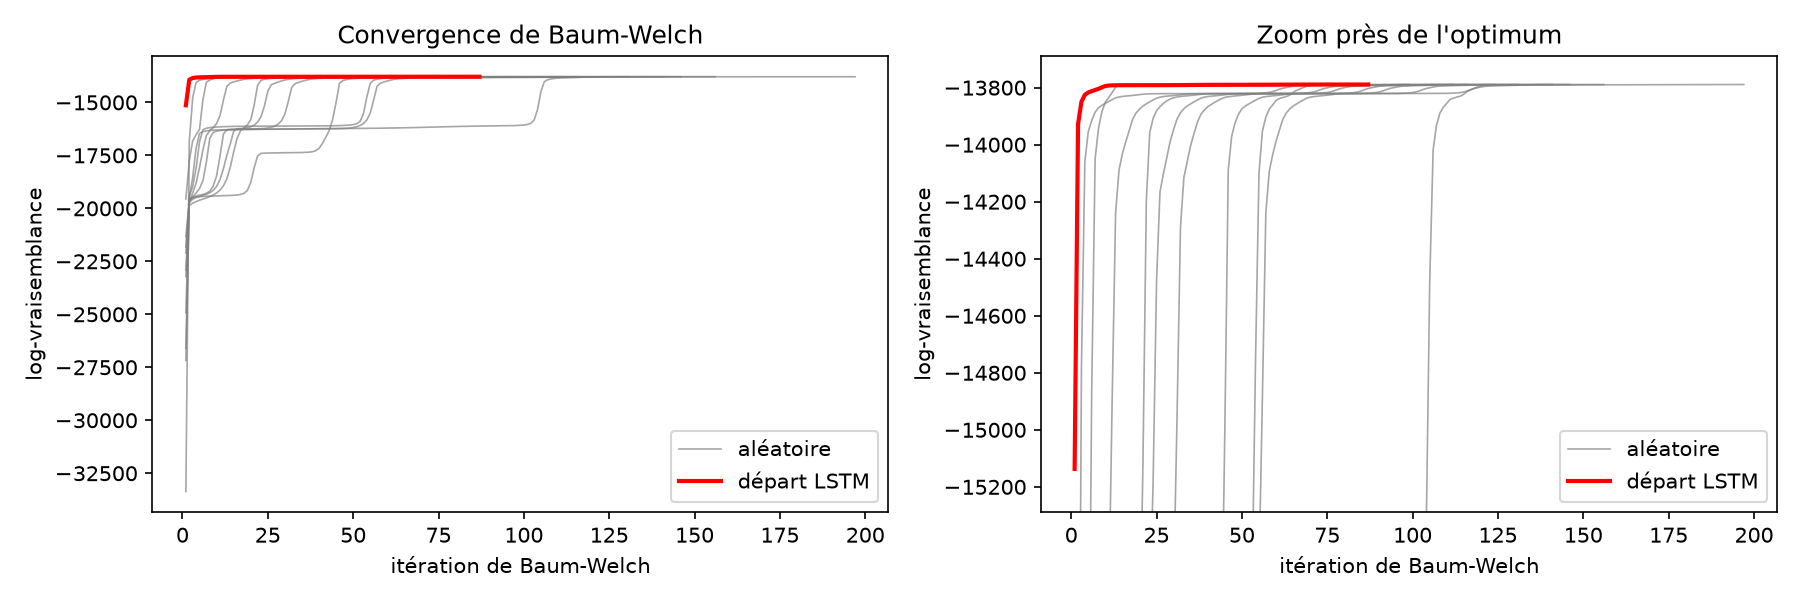 Convergence de Baum-Welch
log-vraisemblance
−15000
−17500
−20000
−22500
−25000
−27500
−30000
−32500
aléatoire
départ LSTM
0 25 50 75 100 125 150 175 200
itération de Baum-Welch
Zoom près de l'optimum
log-vraisemblance
−13800
−14000
−14200
−14400
−14600
−14800
−15000
−15200
aléatoire
départ LSTM
0 25 50 75 100 125 150 175 200
itération de Baum-Welch